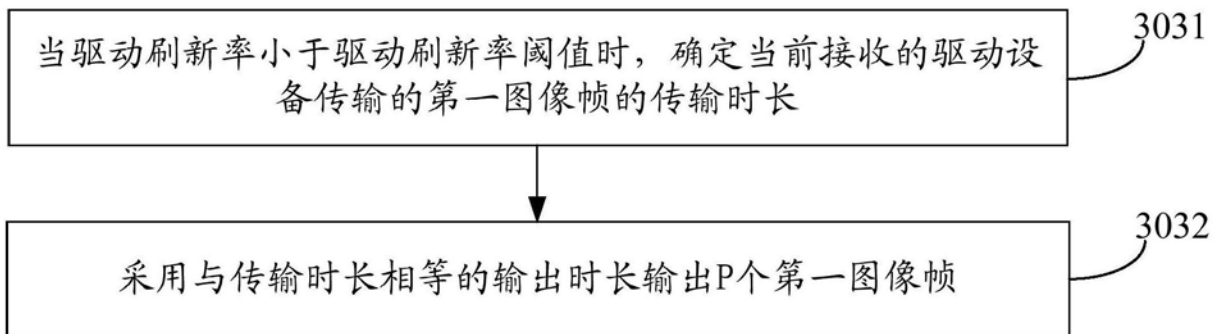 当驱动刷新率小于驱动刷新率阈值时，确定当前接收的驱动设
备传输的第一图像帧的传输时长
3031
采用与传输时长相等的输出时长输出P个第一图像帧
3032